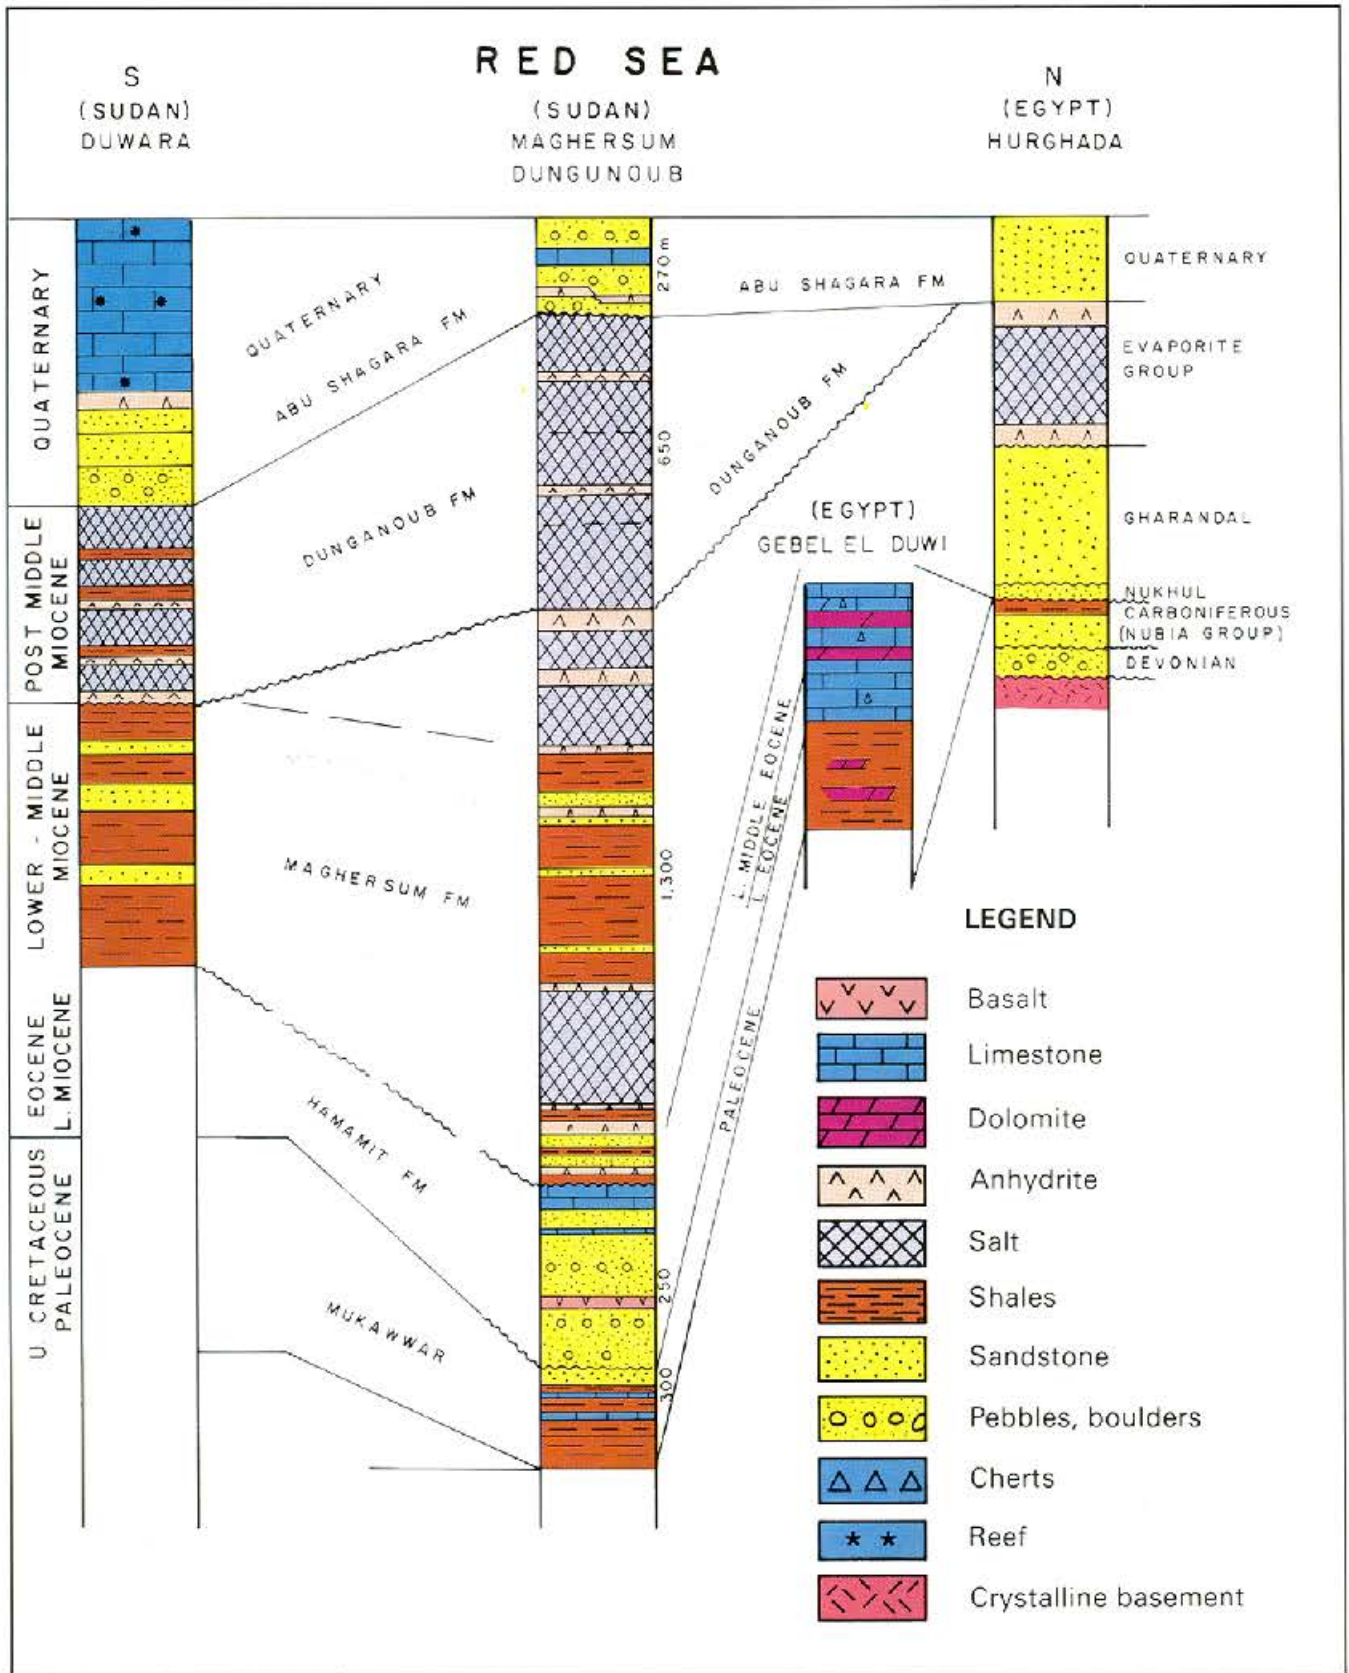 RED SEA
S
(SUDAN)
DUWARA
(SUDAN)
MAGHERSUM
DUNGUNOUB
N
(EGYPT)
HURGHADA
QUATERNARY
POST MIDDLE
MIOCENE
LOWER - MIDDLE
MIOCENE
EOCENE
L. MIOCENE
U. CRETACEOUS
PALEOCENE
QUATERNARY
ABU SHAGARA FM
DUNGANOUB FM
MAGHERSUM FM
HAMAMIT FM
MUKAWWAR
270 m
650
1,300
250
300
ABU SHAGARA FM
DUNGANOUB FM
(EGYPT)
GEBEL EL DUWI
L. MIDDLE EOCENE
L. EOCENE
PALEOCENE
QUATERNARY
EVAPORITE
GROUP
GHARANDAL
NUKHUL
CARBONIFEROUS
(NUBIA GROUP)
DEVONIAN
LEGEND
Basalt
Limestone
Dolomite
Anhydrite
Salt
Shales
Sandstone
Pebbles, boulders
Cherts
Reef
Crystalline basement